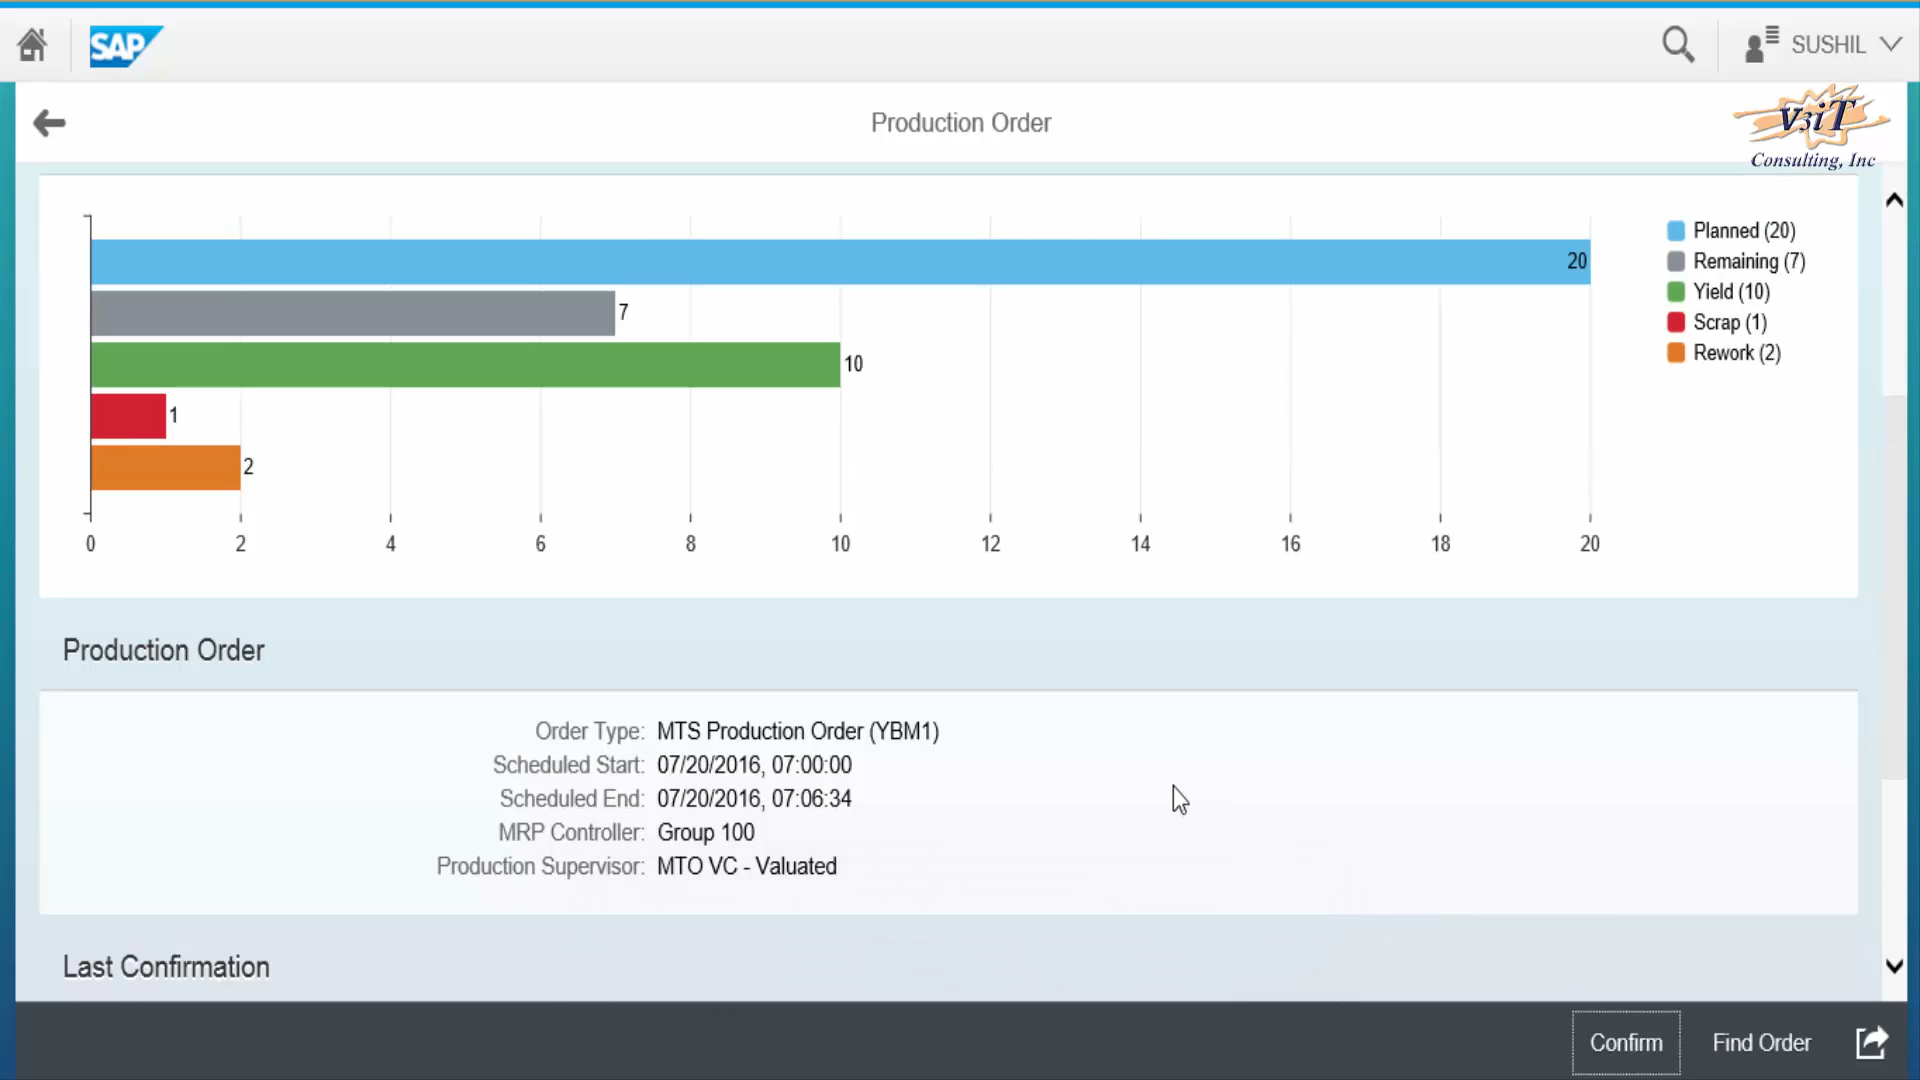 SAP
SUSHIL
Production Order
V3iT
Consulting, Inc
20
7
10
1
2
Planned (20)
Remaining (7)
Yield (10)
Scrap (1)
Rework (2)
0 2 4 6 8 10 12 14 16 18 20
Production Order
Order Type: MTS Production Order (YBM1)
Scheduled Start: 07/20/2016, 07:00:00
Scheduled End: 07/20/2016, 07:06:34
MRP Controller: Group 100
Production Supervisor: MTO VC - Valuated
Last Confirmation
Confirm Find Order